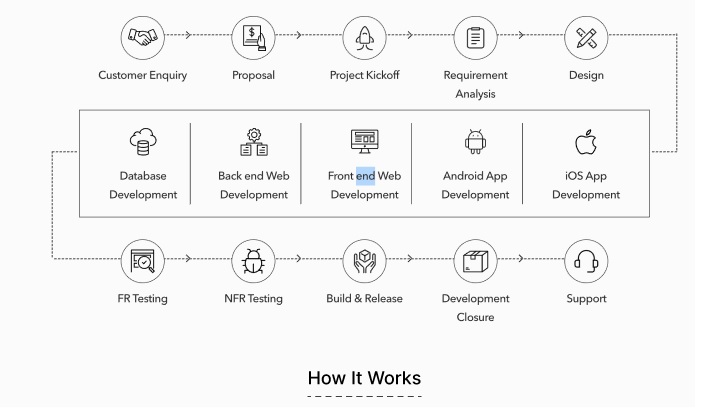 $
Customer Enquiry
Proposal
Project Kickoff
Requirement
Analysis
Design
Database
Development
Back end Web
Development
Front end Web
Development
Android App
Development
iOS App
Development
FR Testing
NFR Testing
Build & Release
Development
Closure
Support
How It Works